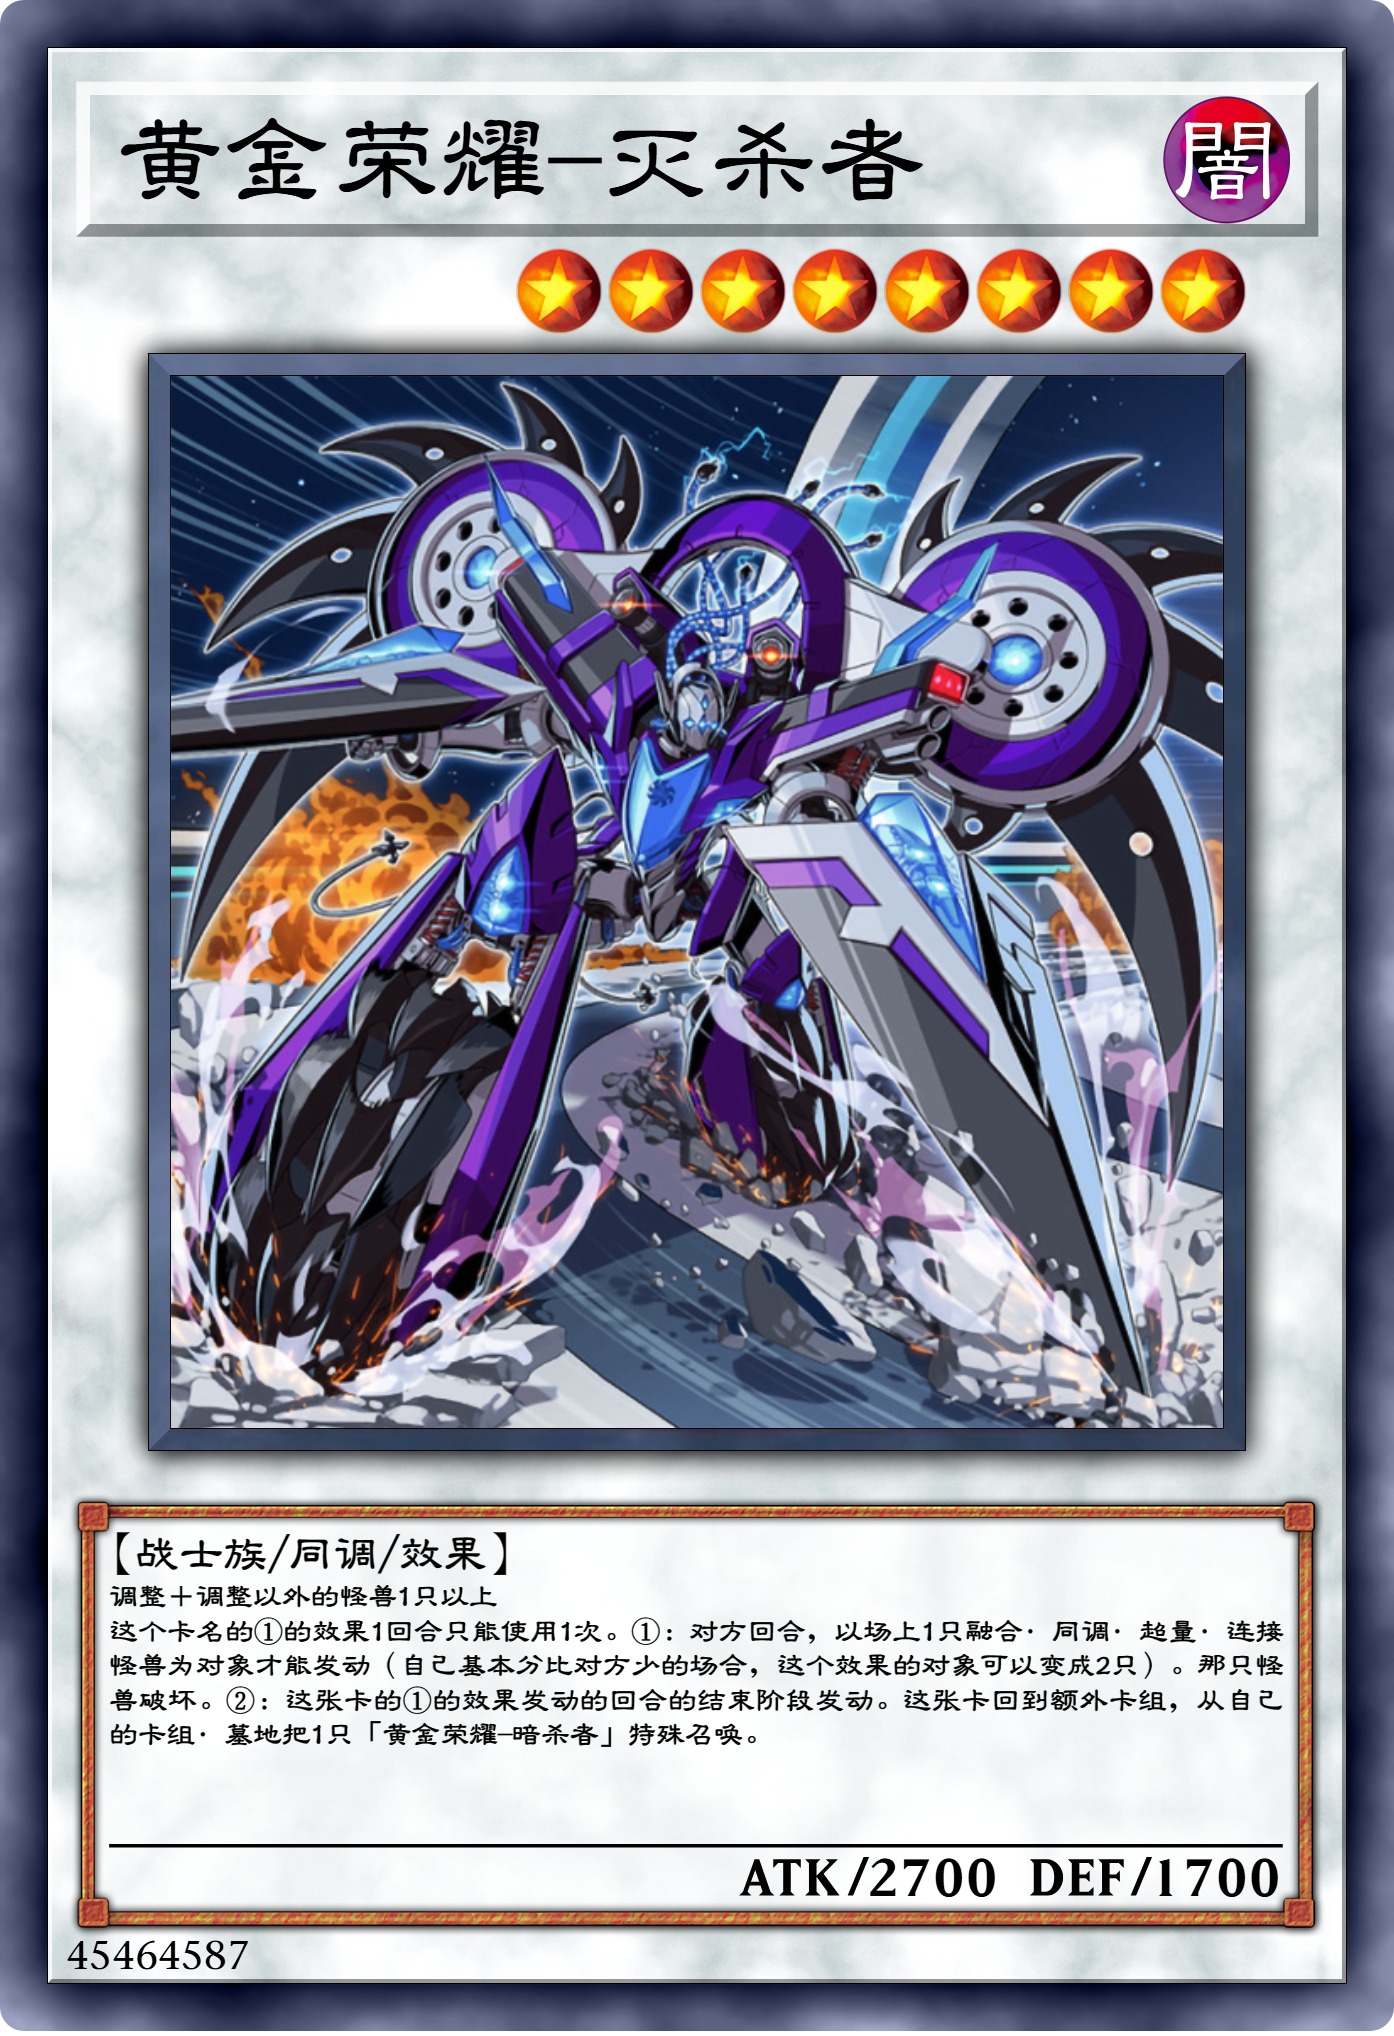 黄金荣耀-灭杀者
闇
【战士族/同调/效果】
调整＋调整以外的怪兽1只以上
这个卡名的①的效果1回合只能使用1次。①：对方回合，以场上1只融合·同调·超量·连接
怪兽为对象才能发动（自己基本分比对方少的场合，这个效果的对象可以变成2只）。那只怪
兽破坏。②：这张卡的①的效果发动的回合的结束阶段发动。这张卡回到额外卡组，从自己
的卡组·墓地把1只「黄金荣耀-暗杀者」特殊召唤。
ATK/2700 DEF/1700
45464587